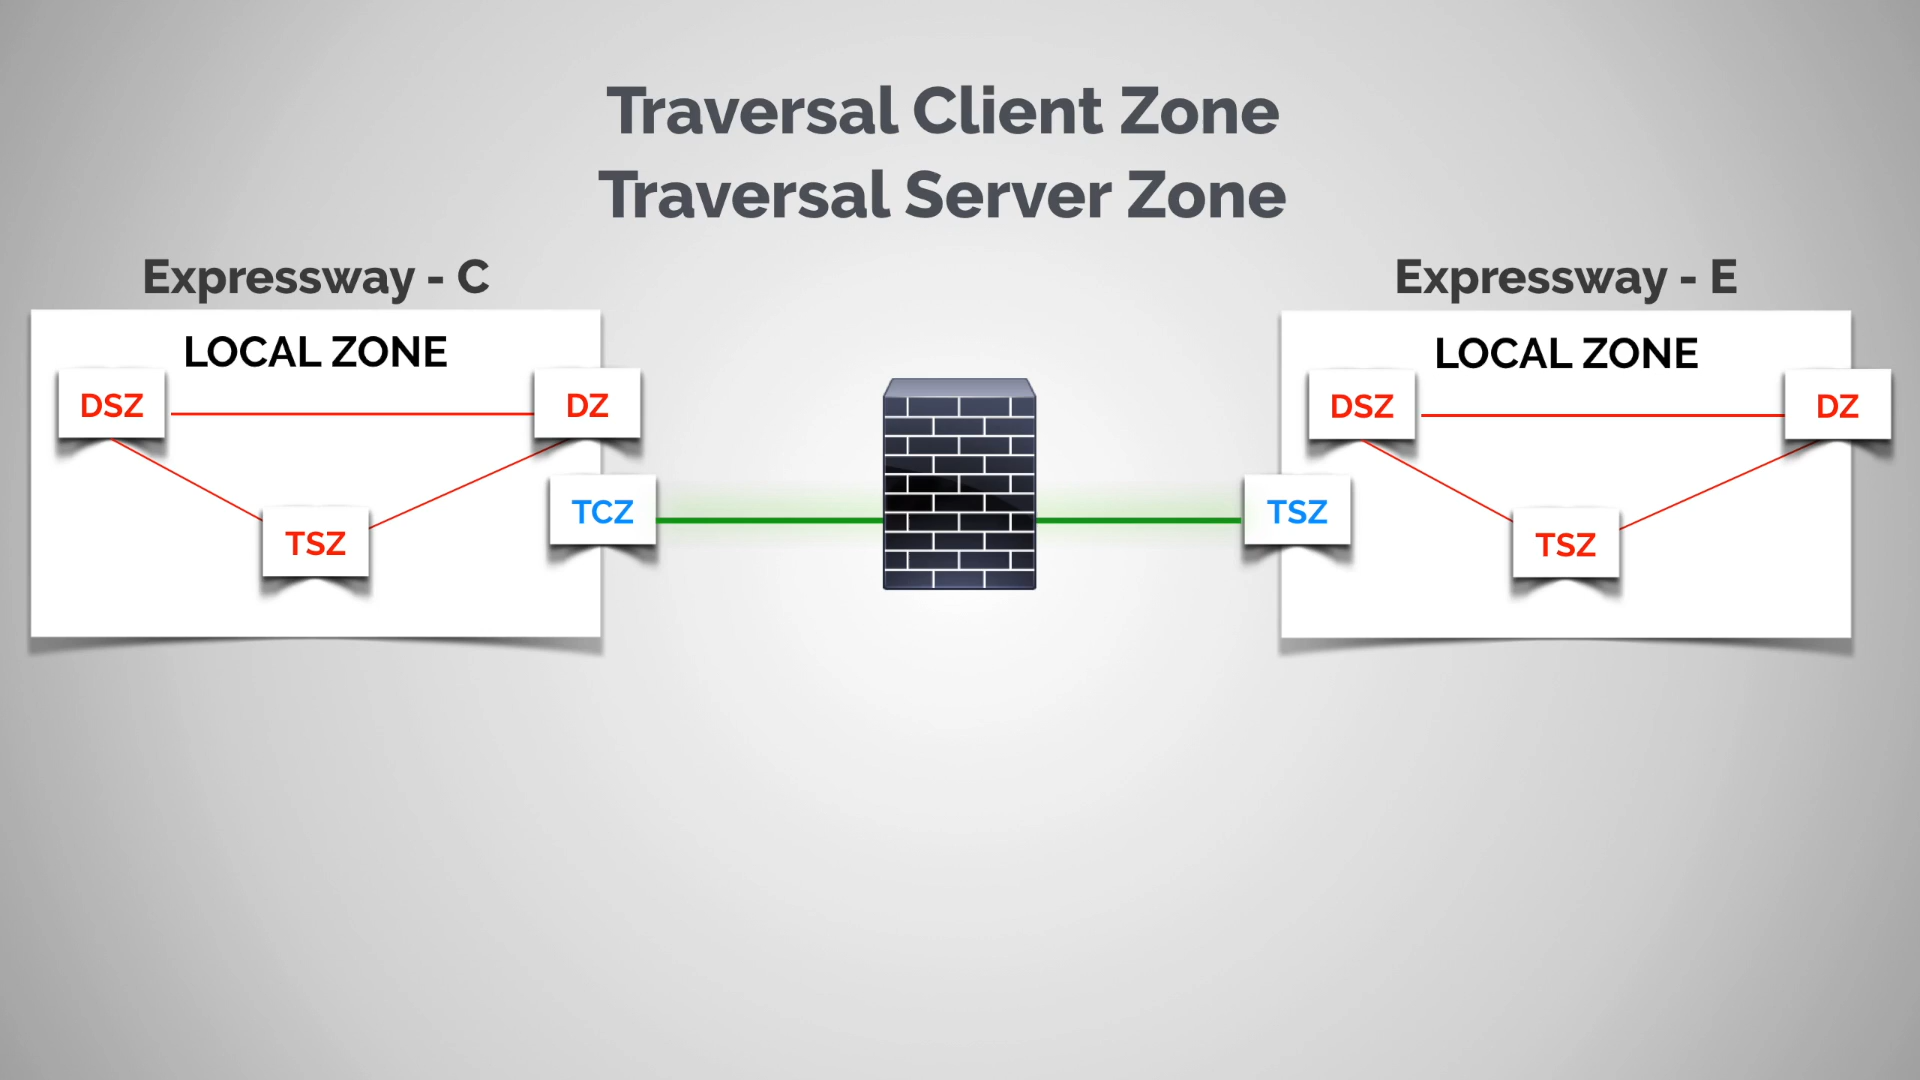 Traversal Client Zone
Traversal Server Zone
Expressway - C
LOCAL ZONE
DSZ
DZ
TCZ
TSZ
Expressway - E
LOCAL ZONE
DSZ
DZ
TSZ
TSZ